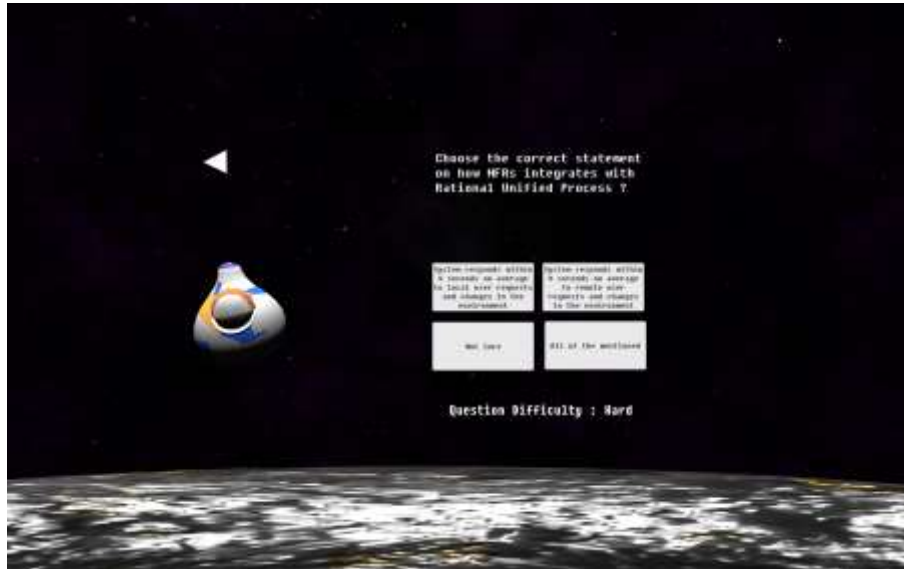 Choose the correct statement
on how NFRs integrates with
Rational Unified Process ?
System responds within
seconds on average
to local user requests
and changes in the
environment
System responds within
seconds on average
to remote user
requests and changes
in the environment
Not Sure
All of the mentioned
Question Difficulty : Hard